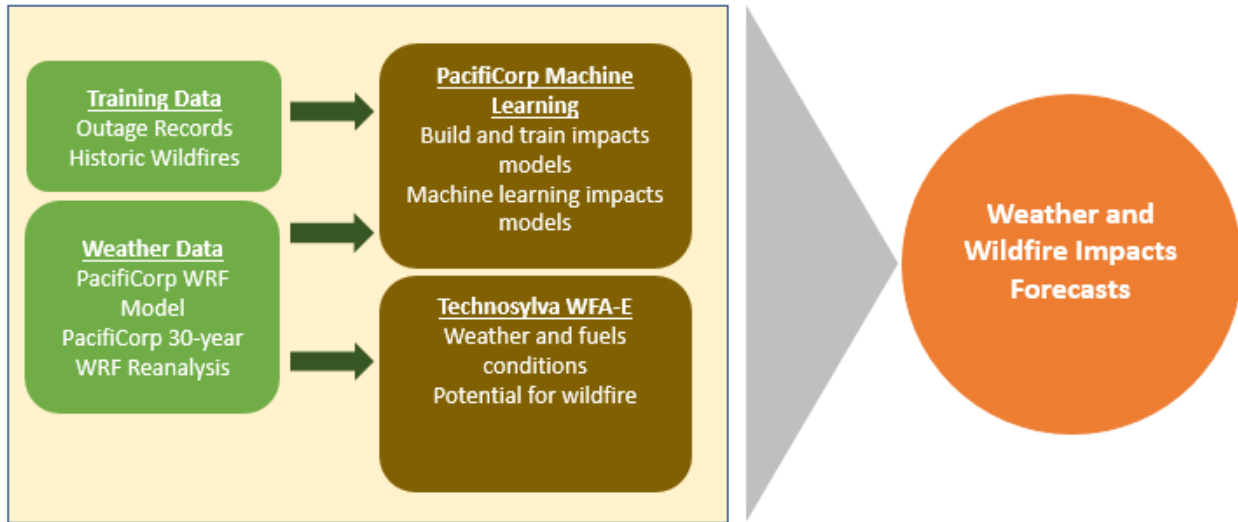 Training Data
Outage Records
Historic Wildfires
Weather Data
PacifiCorp WRF
Model
PacifiCorp 30-year
WRF Reanalysis
PacifiCorp Machine
Learning
Build and train impacts
models
Machine learning impacts
models
Technosylva WFA-E
Weather and fuels
conditions
Potential for wildfire
Weather and
Wildfire Impacts
Forecasts